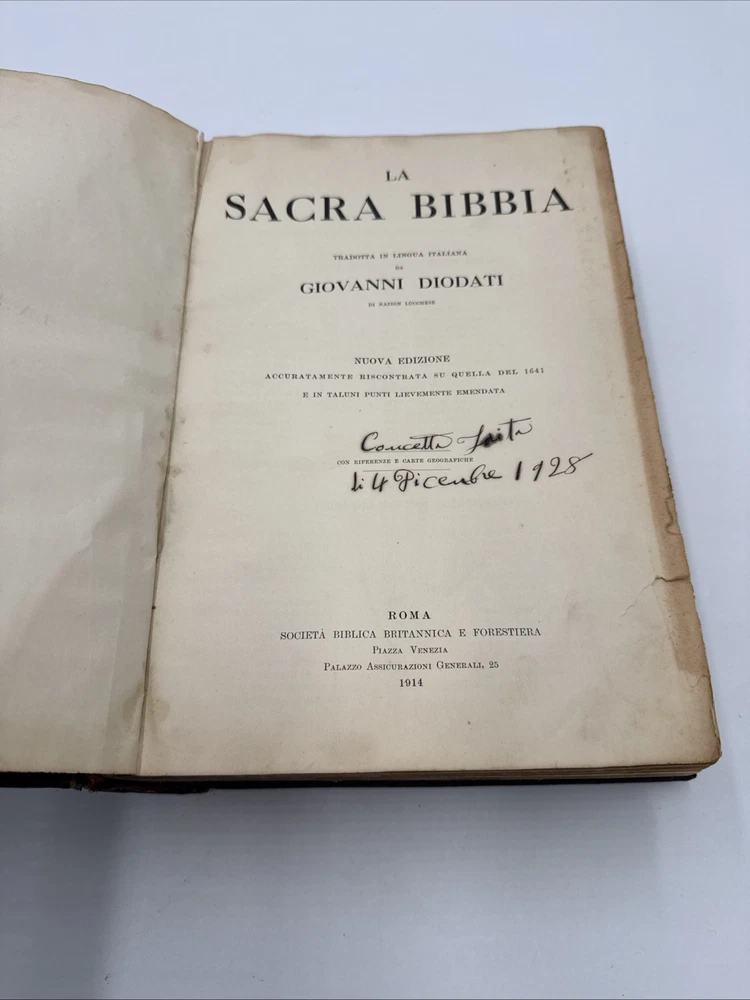 LA
SACRA BIBBIA
TRADOTTA IN LINGUA ITALIANA
DA
GIOVANNI DIODATI
DI NAZION LUCCHESE
NUOVA EDIZIONE
ACCURATAMENTE RISCONTRATA SU QUELLA DEL 1641
E IN TALUNI PUNTI LIEVEMENTE EMENDATA
Concetta
CON RIFERENZE E CARTE GEOGRAFICHE
li 4 Dicenbre 1928
ROMA
SOCIETÀ BIBLICA BRITANNICA E FORESTIERA
PIAZZA VENEZIA
PALAZZO ASSICURAZIONI GENERALI, 25
1914